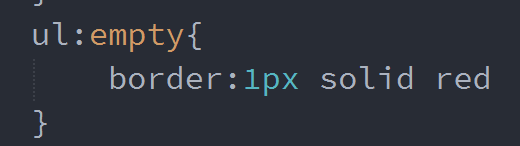 ul:empty{
border:1px solid red
}